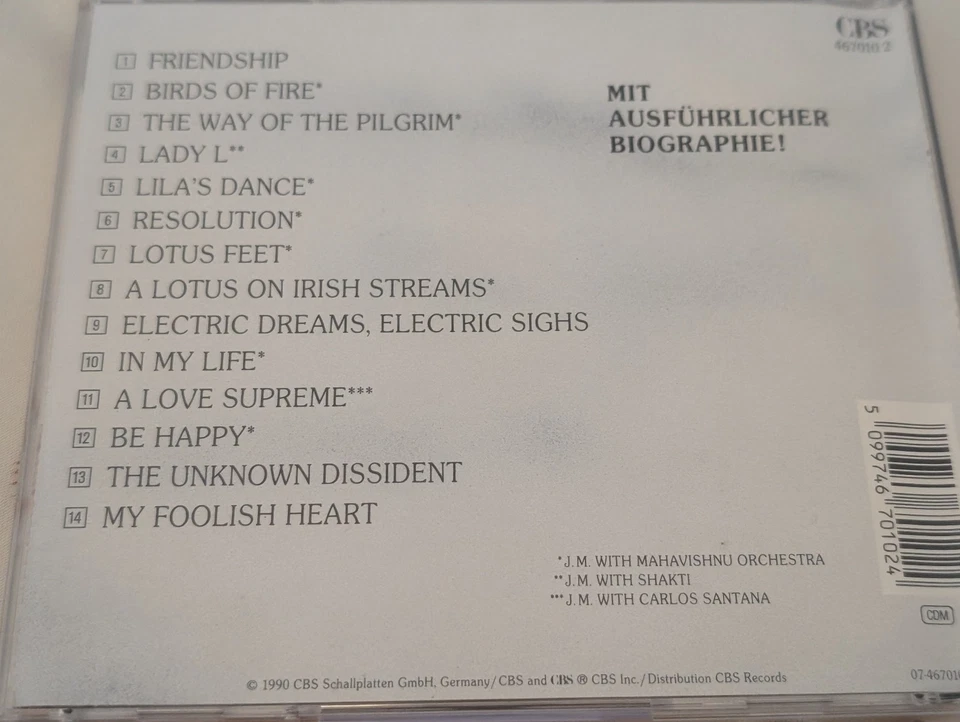 CBS
467010 2
1 FRIENDSHIP
2 BIRDS OF FIRE*
3 THE WAY OF THE PILGRIM*
4 LADY L**
5 LILA'S DANCE*
6 RESOLUTION*
7 LOTUS FEET*
8 A LOTUS ON IRISH STREAMS*
9 ELECTRIC DREAMS, ELECTRIC SIGHS
10 IN MY LIFE*
11 A LOVE SUPREME***
12 BE HAPPY*
13 THE UNKNOWN DISSIDENT
14 MY FOOLISH HEART
MIT
AUSFÜHRLICHER
BIOGRAPHIE!
5 099746 701024
*J.M. WITH MAHAVISHNU ORCHESTRA
**J.M. WITH SHAKTI
***J.M. WITH CARLOS SANTANA
CDM
© 1990 CBS Schallplatten GmbH, Germany/CBS and CBS ® CBS Inc./Distribution CBS Records
07-467010